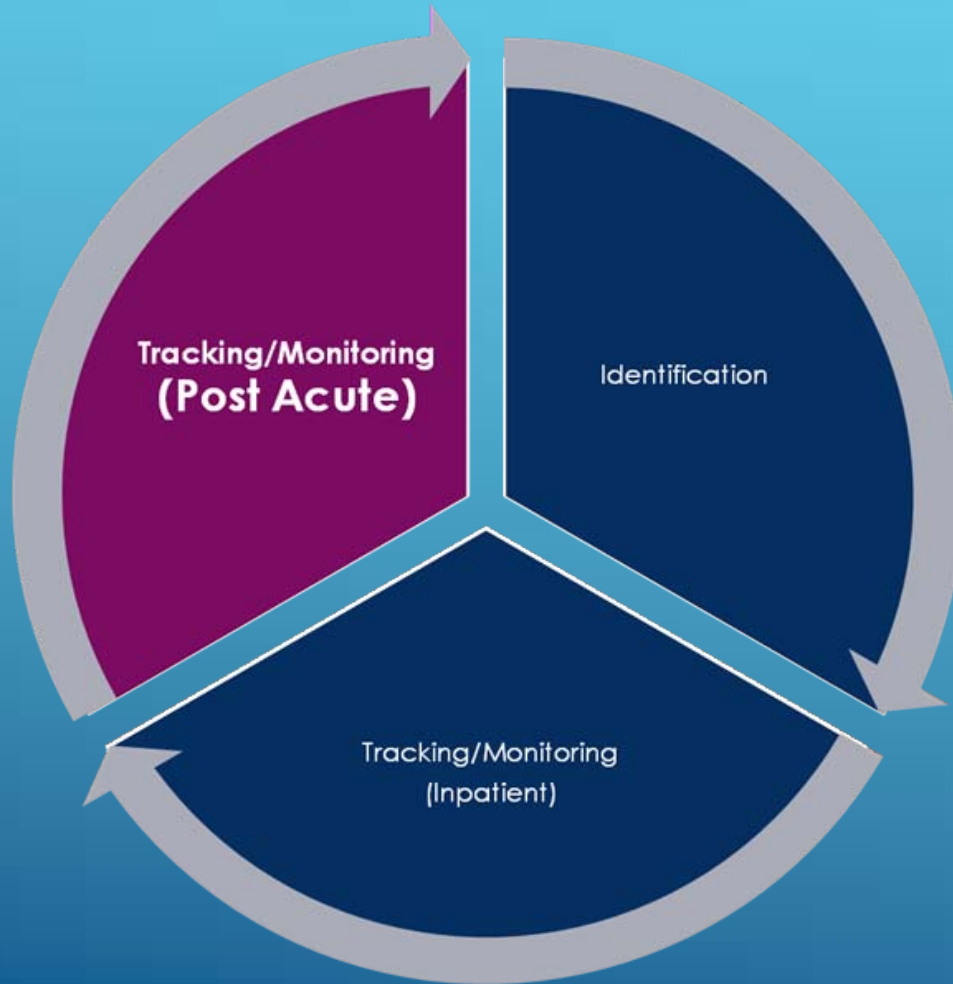 Tracking/Monitoring
(Post Acute)
Identification
Tracking/Monitoring
(Inpatient)